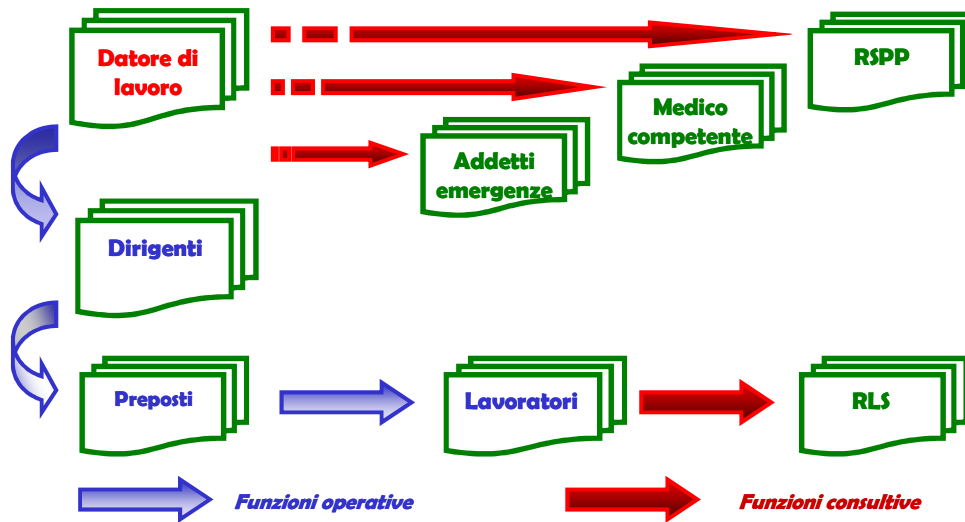 Datore di
lavoro
RSPP
Medico
competente
Addetti
emergenze
Dirigenti
Preposti
Lavoratori
RLS
Funzioni operative
Funzioni consultive